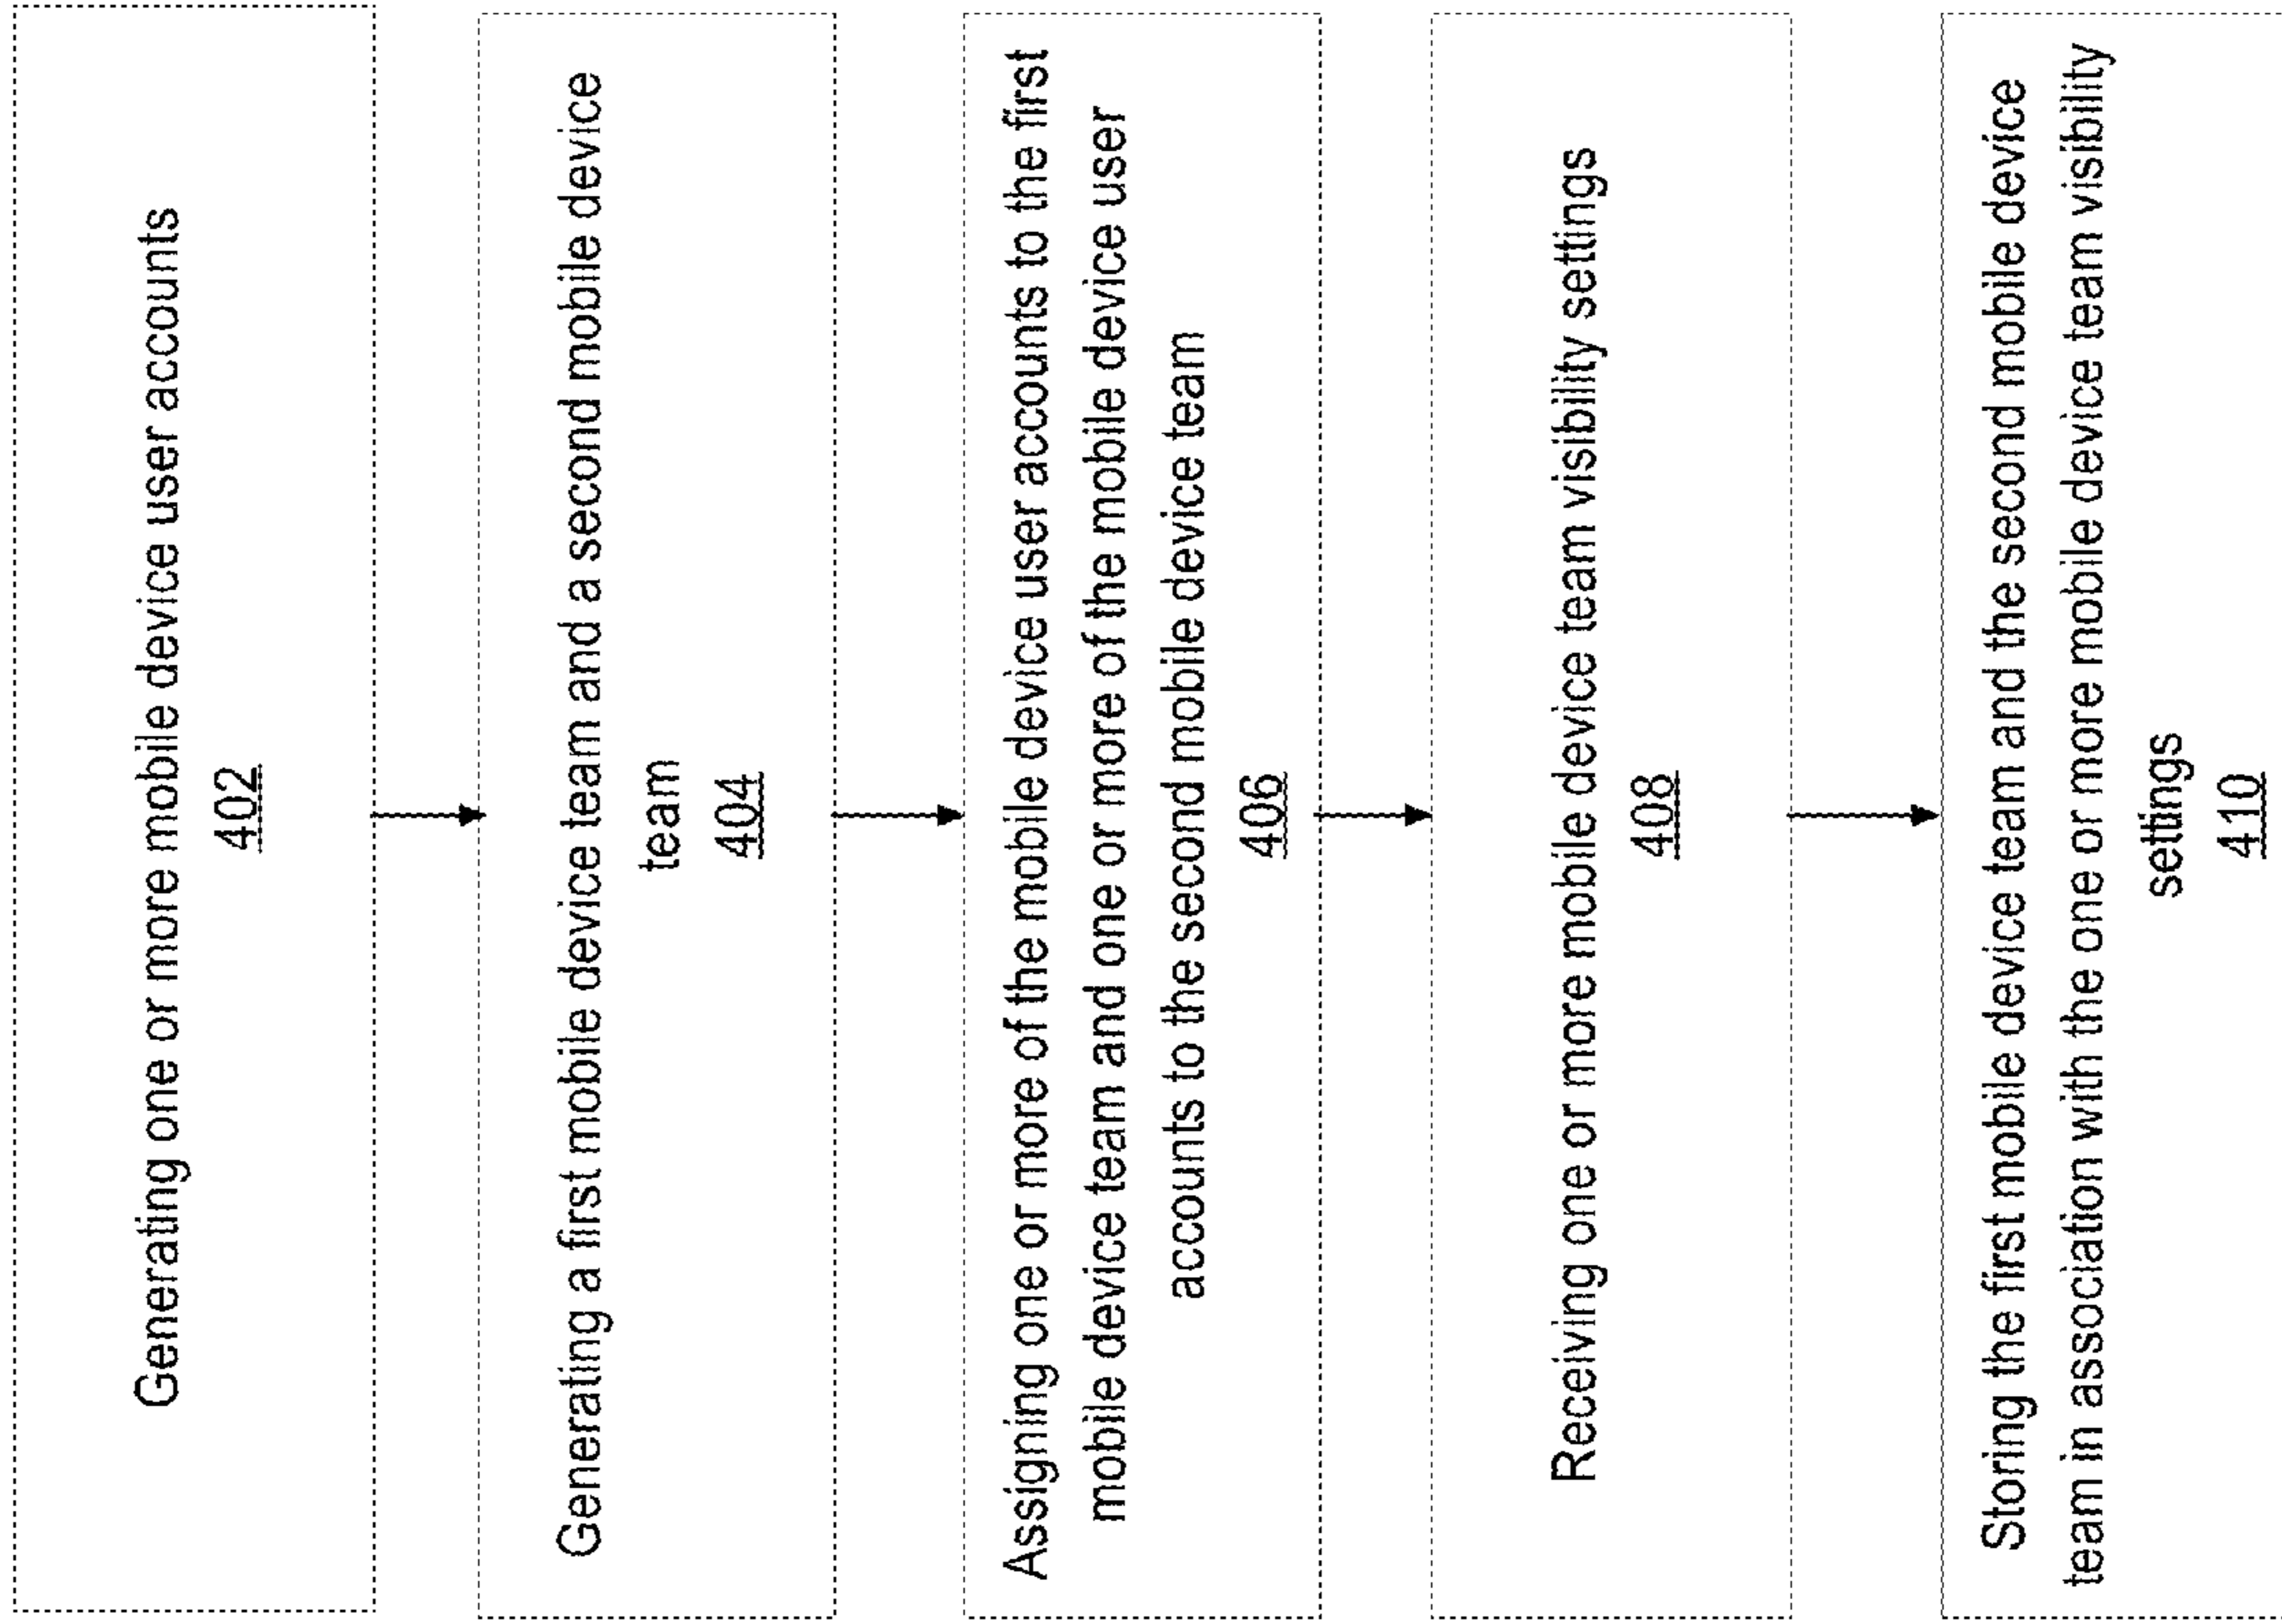 Generating one or more mobile device user accounts
402
Generating a first mobile device team and a second mobile device
team
404
Assigning one or more of the mobile device user accounts to the first
mobile device team and one or more of the mobile device user
accounts to the second mobile device team
406
Receiving one or more mobile device team visibility settings
408
Storing the first mobile device team and the second mobile device
team in association with the one or more mobile device team visibility
settings
410